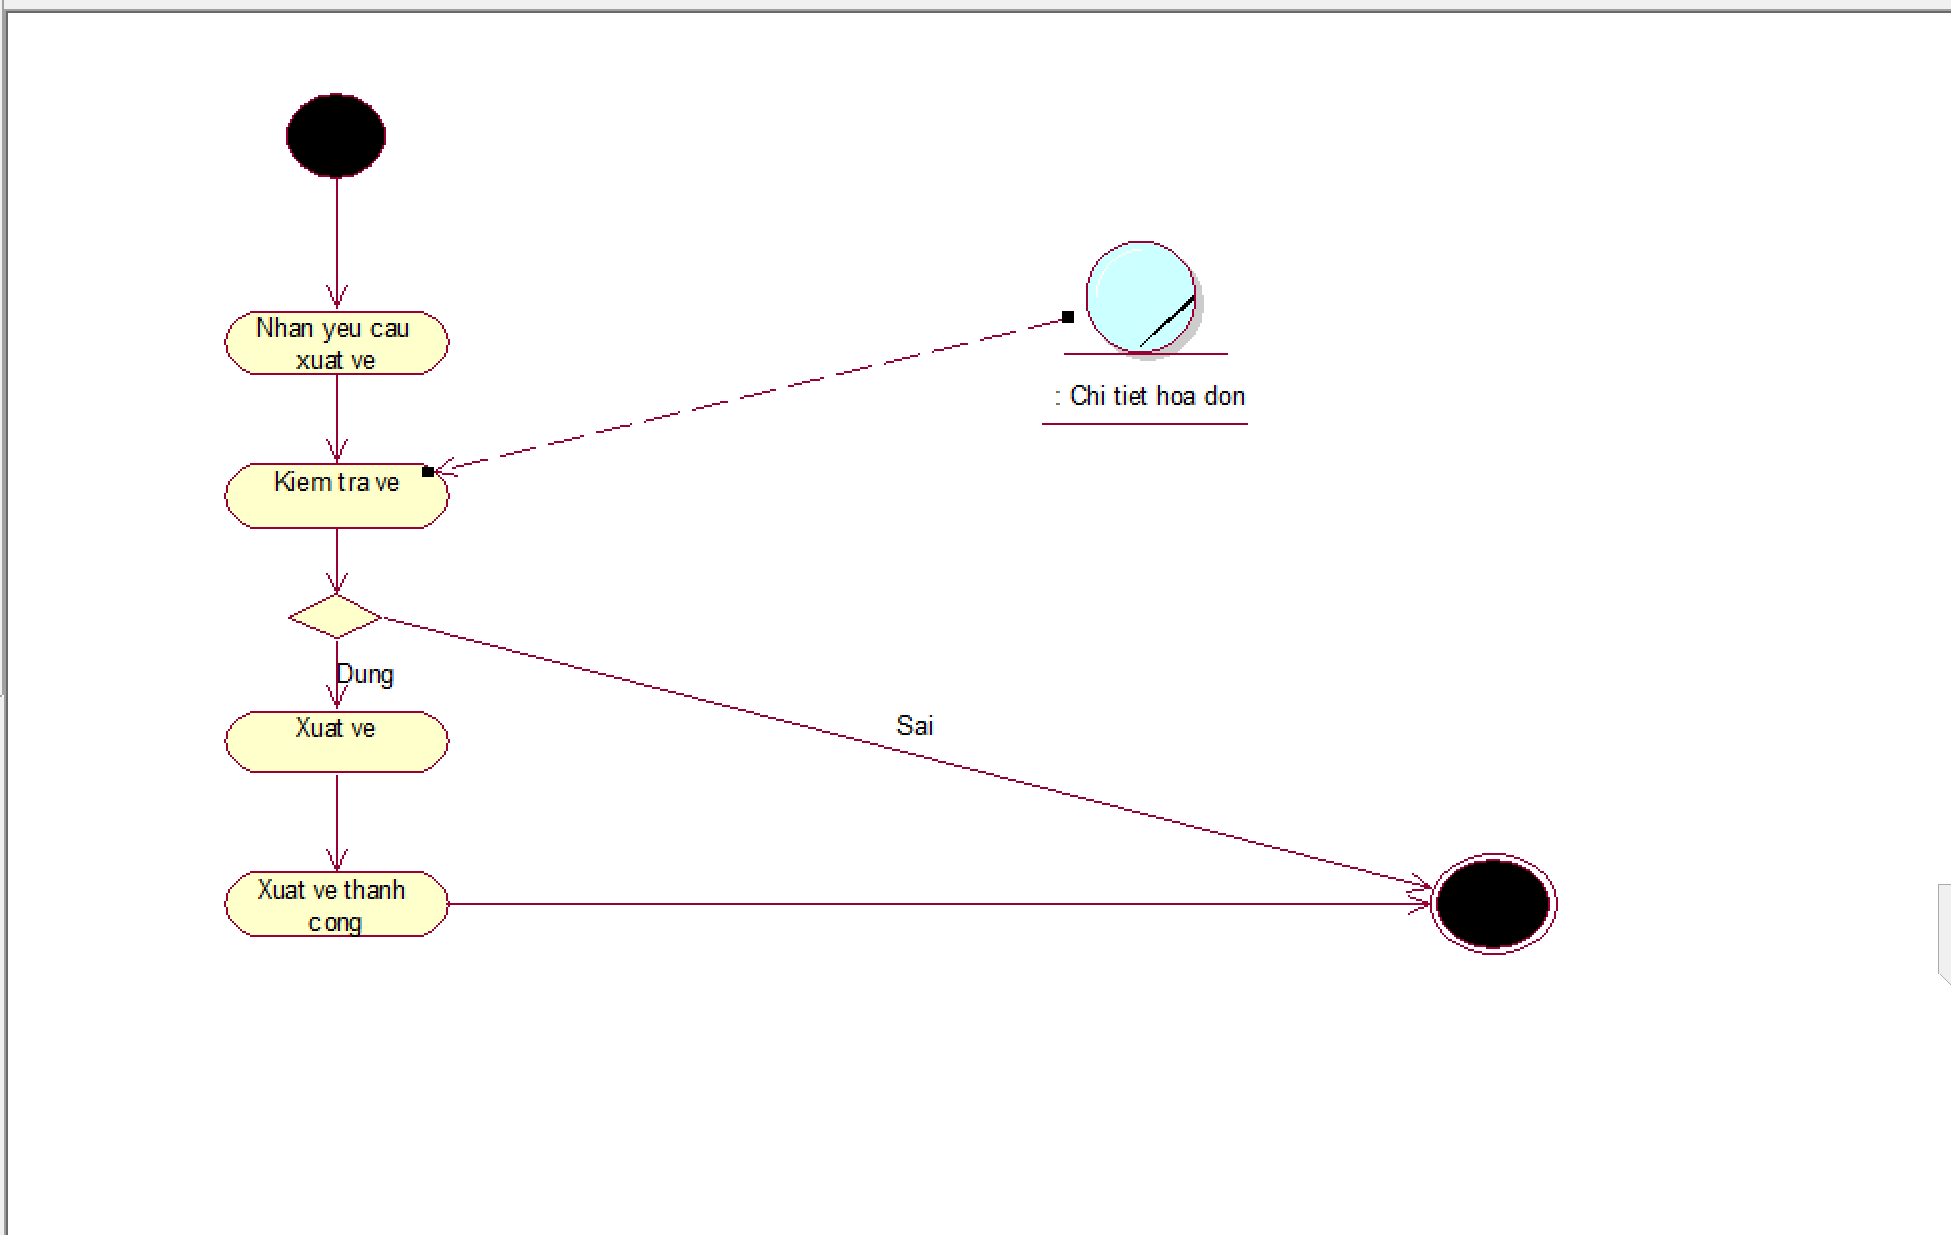 Nhan yeu cau
xuat ve
: Chi tiet hoa don
Kiem tra ve
Dung
Xuat ve
Sai
Xuat ve thanh
cong